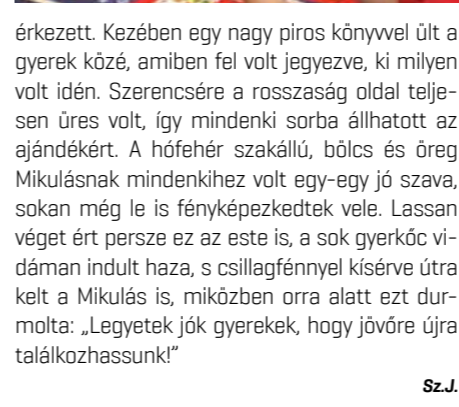 érkezett. Kezében egy nagy piros könyvvel ült a
gyerek közé, amiben fel volt jegyezve, ki milyen
volt idén. Szerencsére a rosszaság oldal telje-
sen üres volt, így mindenki sorba állhatott az
ajándékért. A hófehér szakállú, bölcs és öreg
Mikulásnak mindenkihez volt egy-egy jó szava,
sokan még le is fényképezkedtek vele. Lassan
véget ért persze ez az este is, a sok gyerkőc vi-
dáman indult haza, s csillagfénnyel kísérve útra
kelt a Mikulás is, miközben orra alatt ezt dur-
molta: „Legyetek jók gyerekek, hogy jövőre újra
találkozhassunk!”
Sz.J.